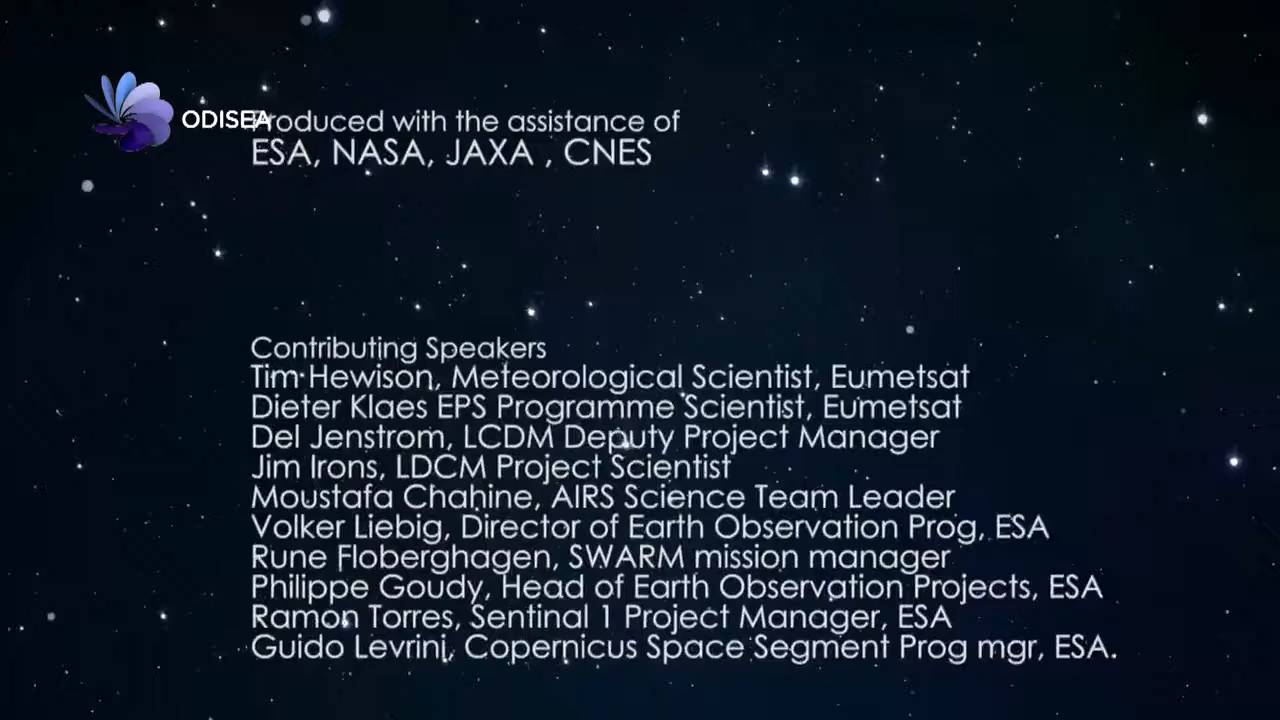 ODISEA
Produced with the assistance of
ESA, NASA, JAXA , CNES
Contributing Speakers
Tim Hewison, Meteorological Scientist, Eumetsat
Dieter Klaes EPS Programme Scientist, Eumetsat
Del Jenstrom, LCDM Deputy Project Manager
Jim Irons, LDCM Project Scientist
Moustafa Chahine, AIRS Science Team Leader
Volker Liebig, Director of Earth Observation Prog, ESA
Rune Floberghagen, SWARM mission manager
Philippe Goudy, Head of Earth Observation Projects, ESA
Ramon Torres, Sentinal 1 Project Manager, ESA
Guido Levrini, Copernicus Space Segment Prog mgr, ESA.